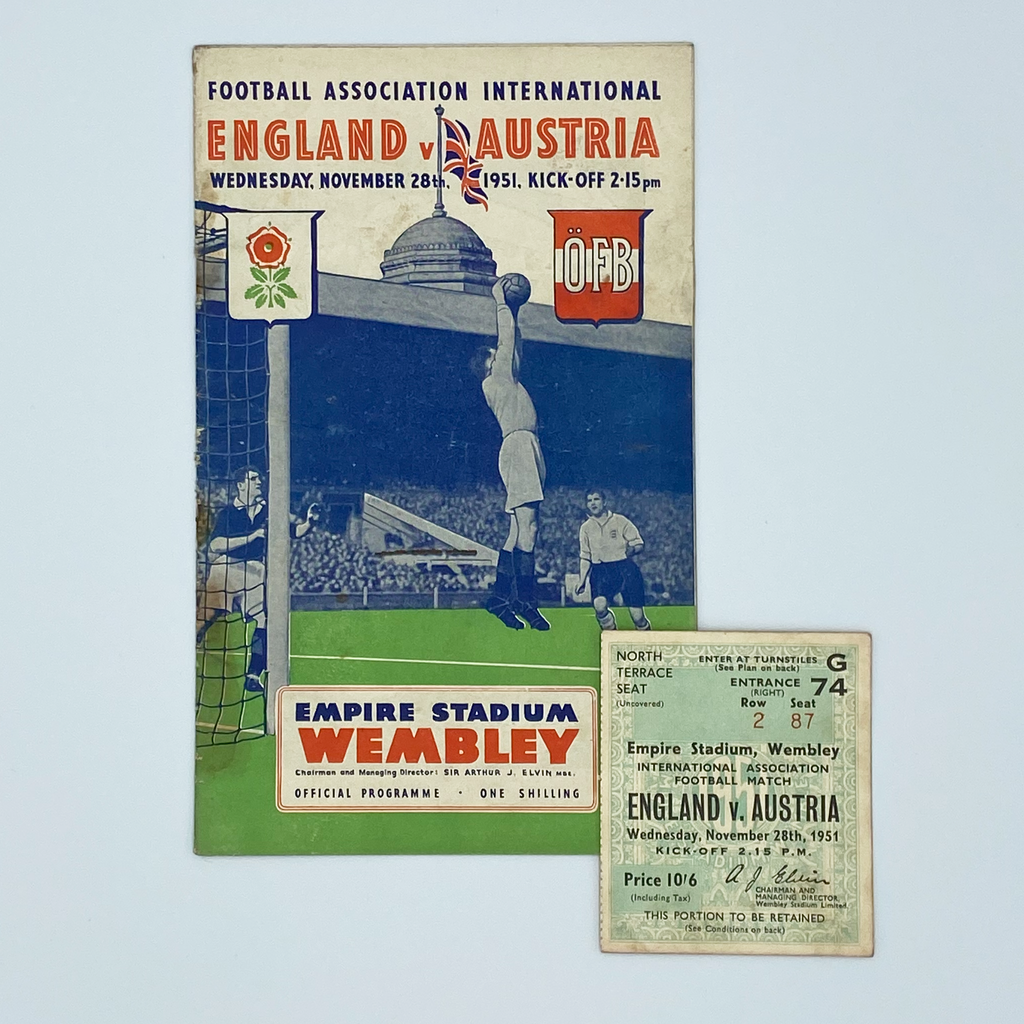 FOOTBALL ASSOCIATION INTERNATIONAL
ENGLAND v AUSTRIA
WEDNESDAY, NOVEMBER 28th, 1951. KICK-OFF 2·15pm
ÖFB
EMPIRE STADIUM
WEMBLEY
Chairman and Managing Director: SIR ARTHUR J. ELVIN MBE.
OFFICIAL PROGRAMME · ONE SHILLING
NORTH
TERRACE
SEAT
(Uncovered)
ENTER AT TURNSTILES G
(See Plan on back)
ENTRANCE 74
(RIGHT)
Row Seat
2 87
Empire Stadium, Wembley
INTERNATIONAL ASSOCIATION
FOOTBALL MATCH
ENGLAND v. AUSTRIA
Wednesday, November 28th, 1951
KICK-OFF 2.15 P.M.
Price 10/6
(Including Tax)
A J Elvin
CHAIRMAN AND
MANAGING DIRECTOR,
Wembley Stadium Limited.
THIS PORTION TO BE RETAINED
(See Conditions on back)